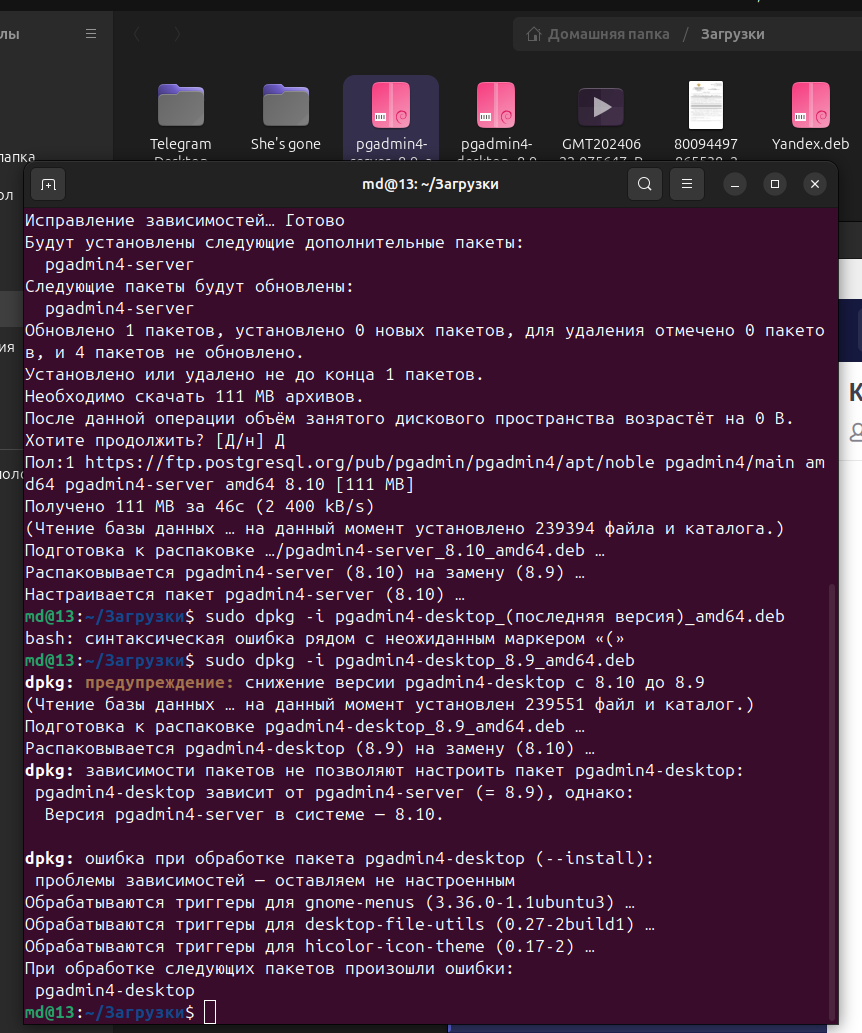 лы
Домашняя папка / Загрузки
Telegram
Desktop
She's gone
pgadmin4-
server_8.9_a
pgadmin4-
desktop_8.9
GMT202406
80094497
Yandex.deb
папка
ол
ия
md@13: ~/Загрузки
Исправление зависимостей… Готово
Будут установлены следующие дополнительные пакеты:
pgadmin4-server
Следующие пакеты будут обновлены:
pgadmin4-server
Обновлено 1 пакетов, установлено 0 новых пакетов, для удаления отмечено 0 пакето
в, и 4 пакетов не обновлено.
Установлено или удалено не до конца 1 пакетов.
Необходимо скачать 111 MB архивов.
После данной операции объём занятого дискового пространства возрастёт на 0 B.
Хотите продолжить? [Д/н] Д
Пол:1 https://ftp.postgresql.org/pub/pgadmin/pgadmin4/apt/noble pgadmin4/main am
d64 pgadmin4-server amd64 8.10 [111 MB]
Получено 111 MB за 46с (2 400 kB/s)
(Чтение базы данных … на данный момент установлено 239394 файла и каталога.)
Подготовка к распаковке …/pgadmin4-server_8.10_amd64.deb …
Распаковывается pgadmin4-server (8.10) на замену (8.9) …
Настраивается пакет pgadmin4-server (8.10) …
md@13:~/Загрузки$ sudo dpkg -i pgadmin4-desktop_(последняя версия)_amd64.deb
bash: синтаксическая ошибка рядом с неожиданным маркером «(»
md@13:~/Загрузки$ sudo dpkg -i pgadmin4-desktop_8.9_amd64.deb
dpkg: предупреждение: снижение версии pgadmin4-desktop с 8.10 до 8.9
(Чтение базы данных … на данный момент установлен 239551 файл и каталог.)
Подготовка к распаковке pgadmin4-desktop_8.9_amd64.deb …
Распаковывается pgadmin4-desktop (8.9) на замену (8.10) …
dpkg: зависимости пакетов не позволяют настроить пакет pgadmin4-desktop:
pgadmin4-desktop зависит от pgadmin4-server (= 8.9), однако:
Версия pgadmin4-server в системе — 8.10.
dpkg: ошибка при обработке пакета pgadmin4-desktop (--install):
проблемы зависимостей — оставляем не настроенным
Обрабатываются триггеры для gnome-menus (3.36.0-1.1ubuntu3) …
Обрабатываются триггеры для desktop-file-utils (0.27-2build1) …
Обрабатываются триггеры для hicolor-icon-theme (0.17-2) …
При обработке следующих пакетов произошли ошибки:
pgadmin4-desktop
md@13:~/Загрузки$